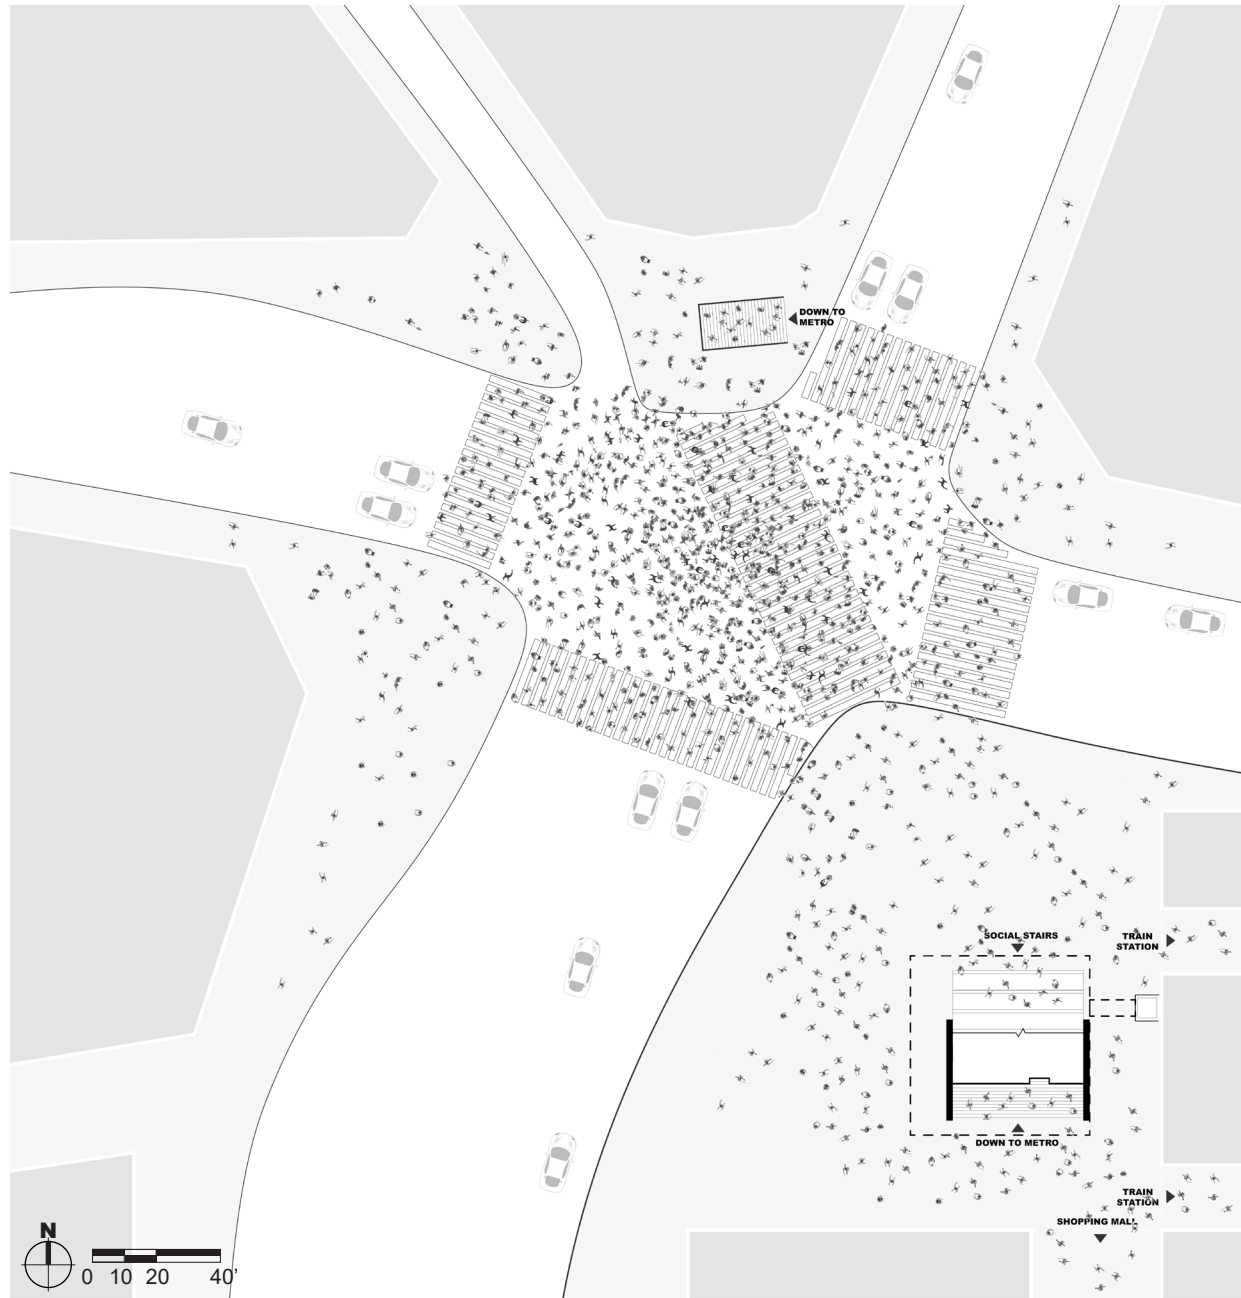 DOWN TO
METRO
SOCIAL STAIRS
TRAIN
STATION
DOWN TO METRO
TRAIN
STATION
SHOPPING MALL
N
0 10 20 40'